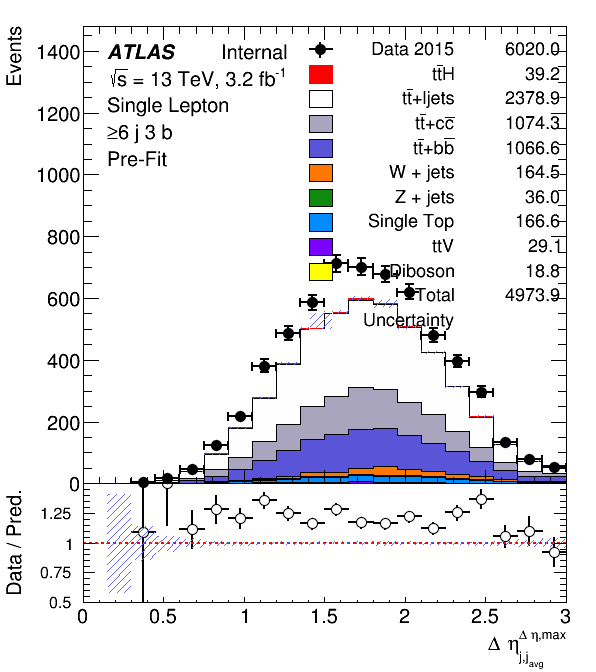 Events
1400
1200
1000
800
600
400
200
0
ATLAS Internal
√s = 13 TeV, 3.2 fb⁻¹
Single Lepton
≥6 j 3 b
Pre-Fit
Data 2015 6020.0
tt̄H 39.2
tt̄+ljets 2378.9
tt̄+cc̄ 1074.3
tt̄+bb̄ 1066.6
W + jets 164.5
Z + jets 36.0
Single Top 166.6
ttV 29.1
Diboson 18.8
Total 4973.9
Uncertainty
Data / Pred.
1.25
1
0.75
0.5
0 0.5 1 1.5 2 2.5 3
Δ η j,j avg Δ η,max